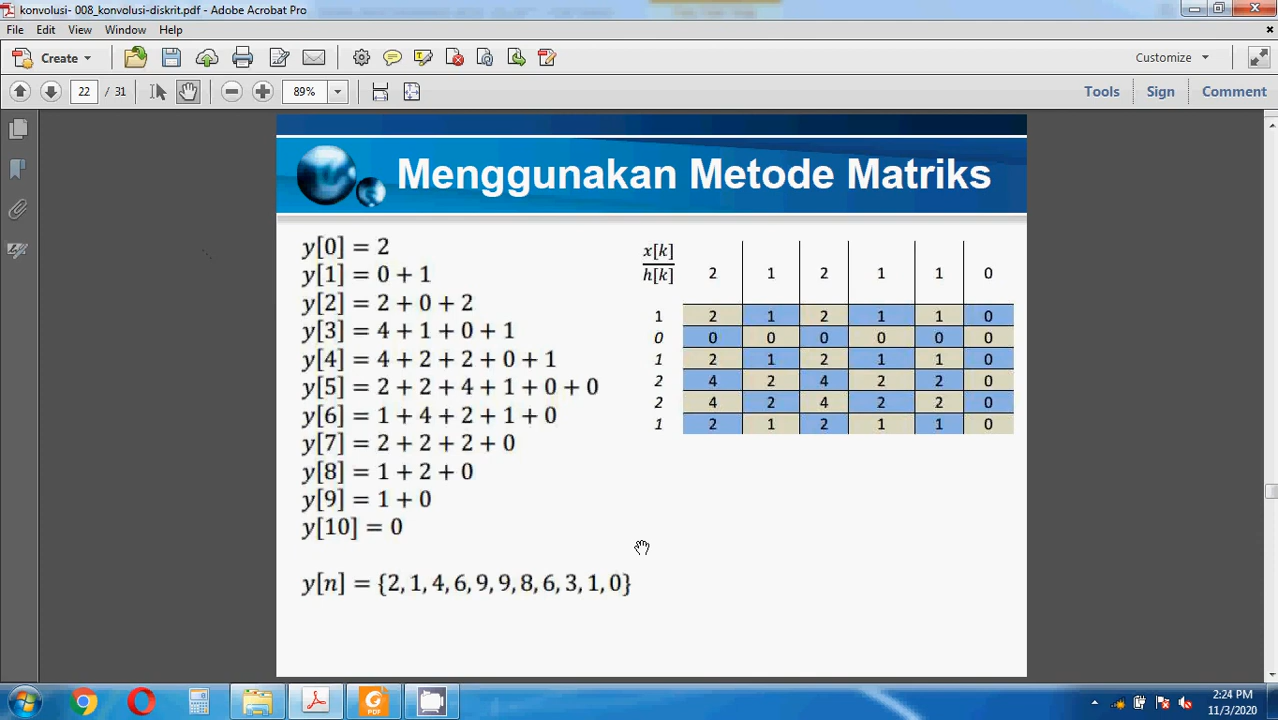 konvolusi- 008_konvolusi-diskrit.pdf - Adobe Acrobat Pro
File Edit View Window Help
Create Customize
22 / 31 89% Tools Sign Comment
Menggunakan Metode Matriks
y[0] = 2
y[1] = 0 + 1
y[2] = 2 + 0 + 2
y[3] = 4 + 1 + 0 + 1
y[4] = 4 + 2 + 2 + 0 + 1
y[5] = 2 + 2 + 4 + 1 + 0 + 0
y[6] = 1 + 4 + 2 + 1 + 0
y[7] = 2 + 2 + 2 + 0
y[8] = 1 + 2 + 0
y[9] = 1 + 0
y[10] = 0
y[n] = {2, 1, 4, 6, 9, 9, 8, 6, 3, 1, 0}
x[k]
h[k] 2 1 2 1 1 0
1 2 1 2 1 1 0
0 0 0 0 0 0 0
1 2 1 2 1 1 0
2 4 2 4 2 2 0
2 4 2 4 2 2 0
1 2 1 2 1 1 0
PDF
2:24 PM
11/3/2020